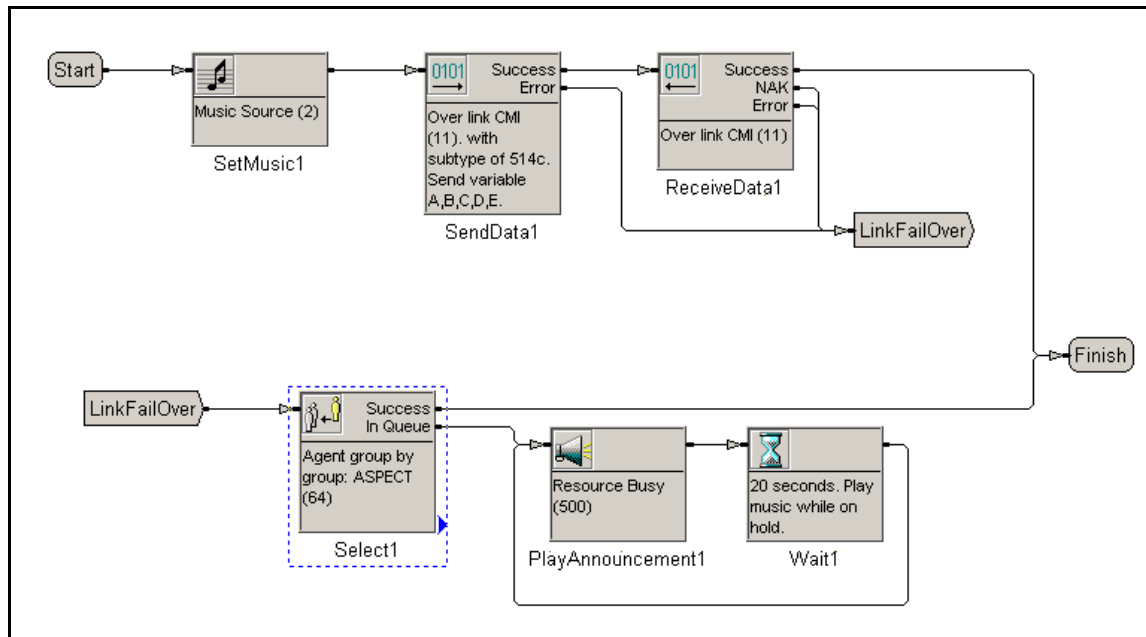 Start
Music Source (2)
SetMusic1
0101
Success
Error
Over link CMI
(11). with
subtype of 514c.
Send variable
A,B,C,D,E.
SendData1
0101
Success
NAK
Error
Over link CMI (11)
ReceiveData1
LinkFailOver
Finish
LinkFailOver
Success
In Queue
Agent group by
group: ASPECT
(64)
Select1
Resource Busy
(500)
PlayAnnouncement1
20 seconds. Play
music while on
hold.
Wait1